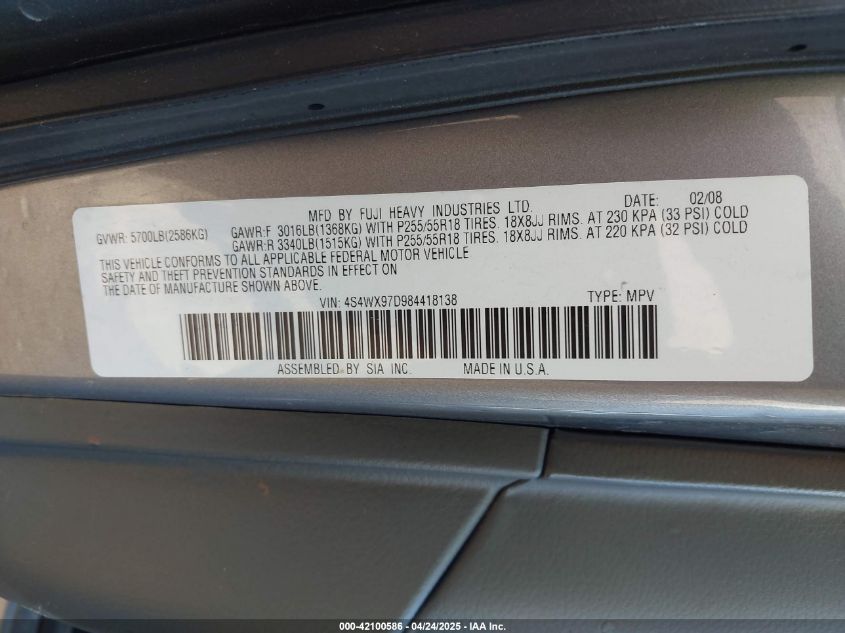 MFD BY FUJI HEAVY INDUSTRIES LTD. DATE: 02/08
GVWR: 5700LB(2586KG) GAWR:F 3016LB(1368KG) WITH P255/55R18 TIRES. 18X8JJ RIMS. AT 230 KPA (33 PSI) COLD
GAWR:R 3340LB(1515KG) WITH P255/55R18 TIRES. 18X8JJ RIMS. AT 220 KPA (32 PSI) COLD
THIS VEHICLE CONFORMS TO ALL APPLICABLE FEDERAL MOTOR VEHICLE
SAFETY AND THEFT PREVENTION STANDARDS IN EFFECT ON
THE DATE OF MANUFACTURE SHOWN ABOVE.
VIN: 4S4WX97D984418138 TYPE: MPV
ASSEMBLED BY SIA INC. MADE IN U.S.A.
000-42100586 - 04/24/2025 - IAA Inc.